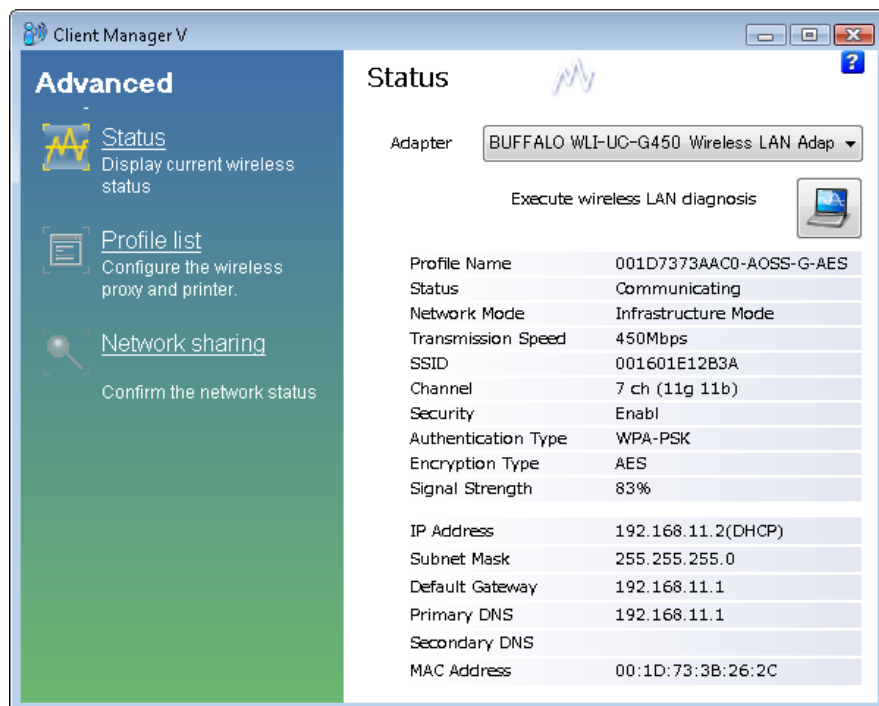 Client Manager V
Advanced
Status
Display current wireless
status
Profile list
Configure the wireless
proxy and printer.
Network sharing
Confirm the network status
Status
?
Adapter BUFFALO WLI-UC-G450 Wireless LAN Adap
Execute wireless LAN diagnosis
Profile Name 001D7373AAC0-AOSS-G-AES
Status Communicating
Network Mode Infrastructure Mode
Transmission Speed 450Mbps
SSID 001601E12B3A
Channel 7 ch (11g 11b)
Security Enabl
Authentication Type WPA-PSK
Encryption Type AES
Signal Strength 83%
IP Address 192.168.11.2(DHCP)
Subnet Mask 255.255.255.0
Default Gateway 192.168.11.1
Primary DNS 192.168.11.1
Secondary DNS
MAC Address 00:1D:73:3B:26:2C